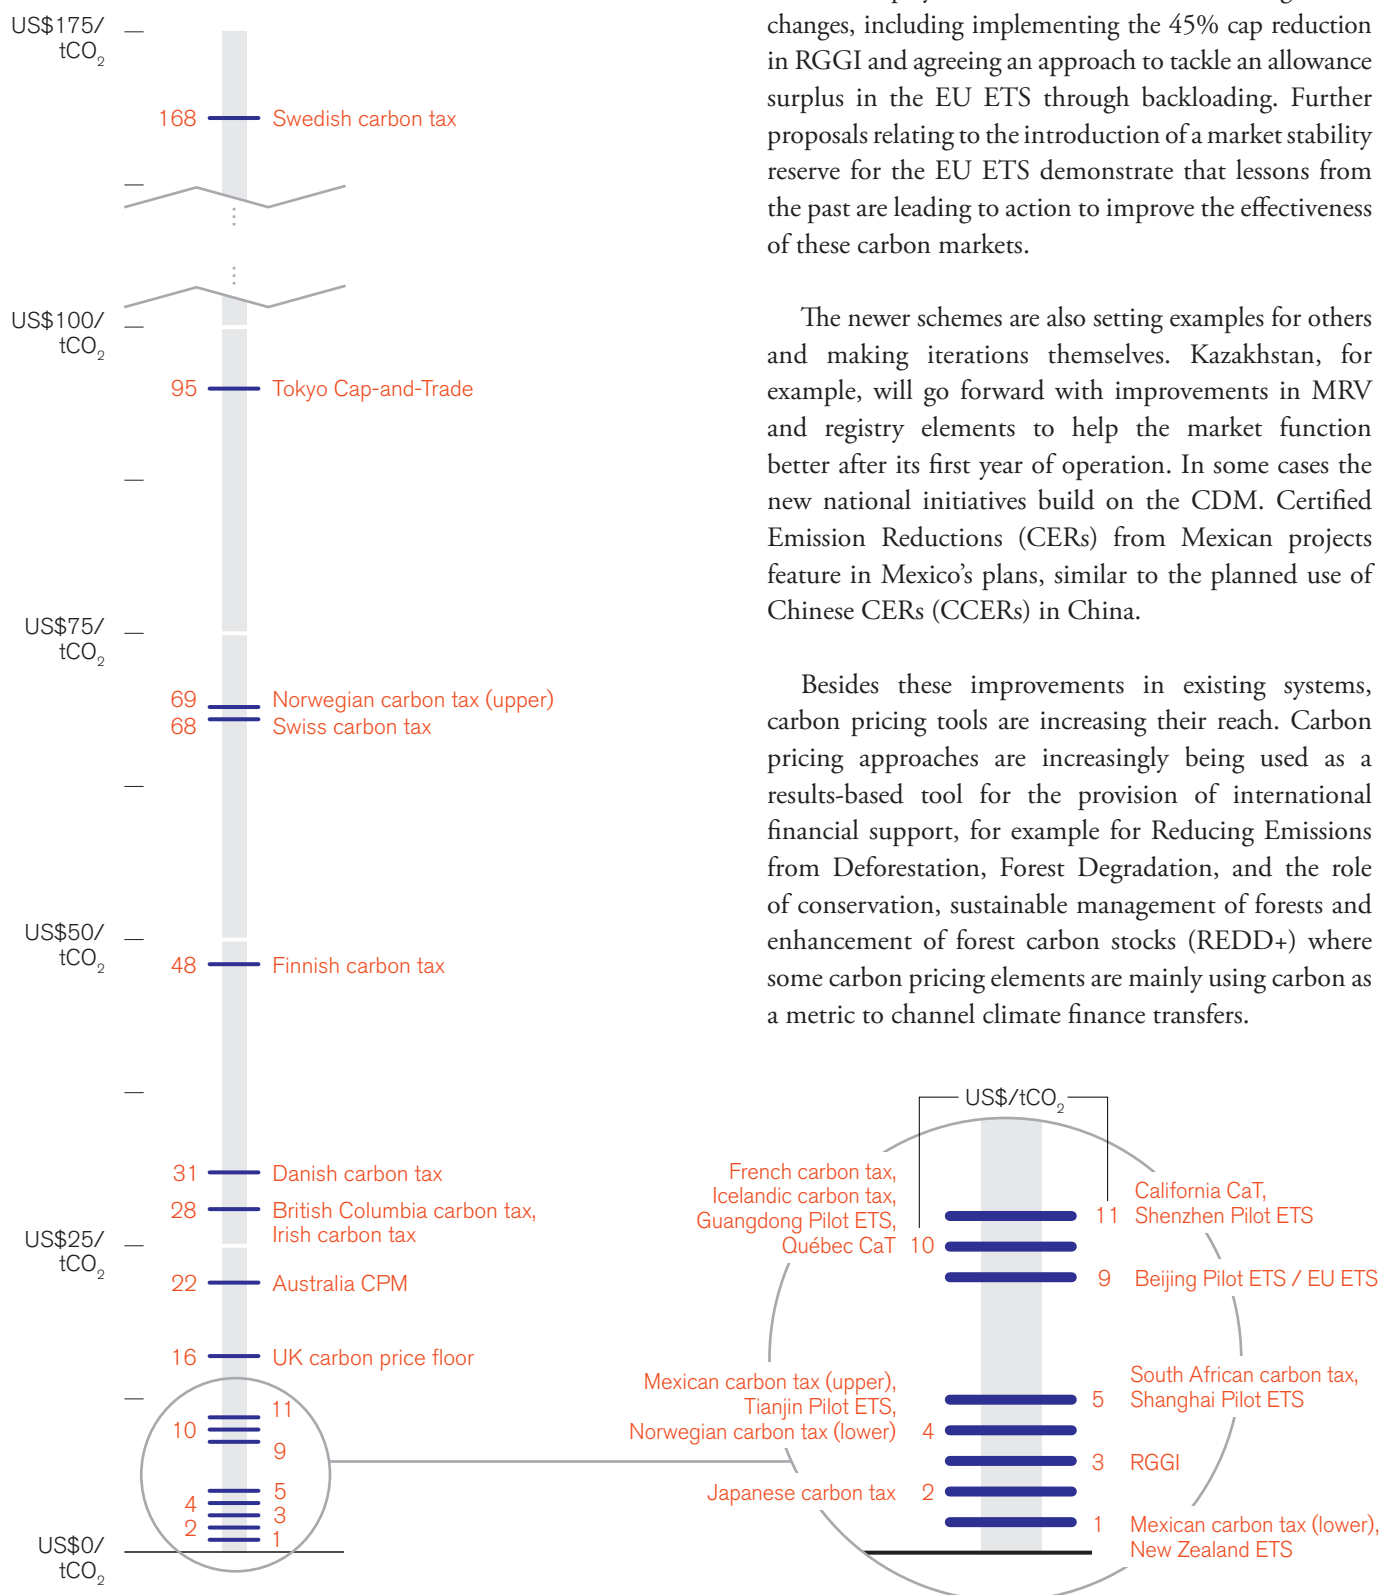 US$175/
tCO2
168 Swedish carbon tax
US$100/
tCO2
95 Tokyo Cap-and-Trade
US$75/
tCO2
69 Norwegian carbon tax (upper)
68 Swiss carbon tax
US$50/
tCO2
48 Finnish carbon tax
31 Danish carbon tax
28 British Columbia carbon tax,
Irish carbon tax
US$25/
tCO2
22 Australia CPM
16 UK carbon price floor
11
10
9
5
4
3
2
1
US$0/
tCO2
changes, including implementing the 45% cap reduction
in RGGI and agreeing an approach to tackle an allowance
surplus in the EU ETS through backloading. Further
proposals relating to the introduction of a market stability
reserve for the EU ETS demonstrate that lessons from
the past are leading to action to improve the effectiveness
of these carbon markets.
The newer schemes are also setting examples for others
and making iterations themselves. Kazakhstan, for
example, will go forward with improvements in MRV
and registry elements to help the market function
better after its first year of operation. In some cases the
new national initiatives build on the CDM. Certified
Emission Reductions (CERs) from Mexican projects
feature in Mexico's plans, similar to the planned use of
Chinese CERs (CCERs) in China.
Besides these improvements in existing systems,
carbon pricing tools are increasing their reach. Carbon
pricing approaches are increasingly being used as a
results-based tool for the provision of international
financial support, for example for Reducing Emissions
from Deforestation, Forest Degradation, and the role
of conservation, sustainable management of forests and
enhancement of forest carbon stocks (REDD+) where
some carbon pricing elements are mainly using carbon as
a metric to channel climate finance transfers.
US$/tCO2
French carbon tax,
Icelandic carbon tax,
Guangdong Pilot ETS,
Québec CaT 10
California CaT,
11 Shenzhen Pilot ETS
9 Beijing Pilot ETS / EU ETS
South African carbon tax,
5 Shanghai Pilot ETS
Mexican carbon tax (upper),
Tianjin Pilot ETS,
Norwegian carbon tax (lower) 4
3 RGGI
Japanese carbon tax 2
1 Mexican carbon tax (lower),
New Zealand ETS